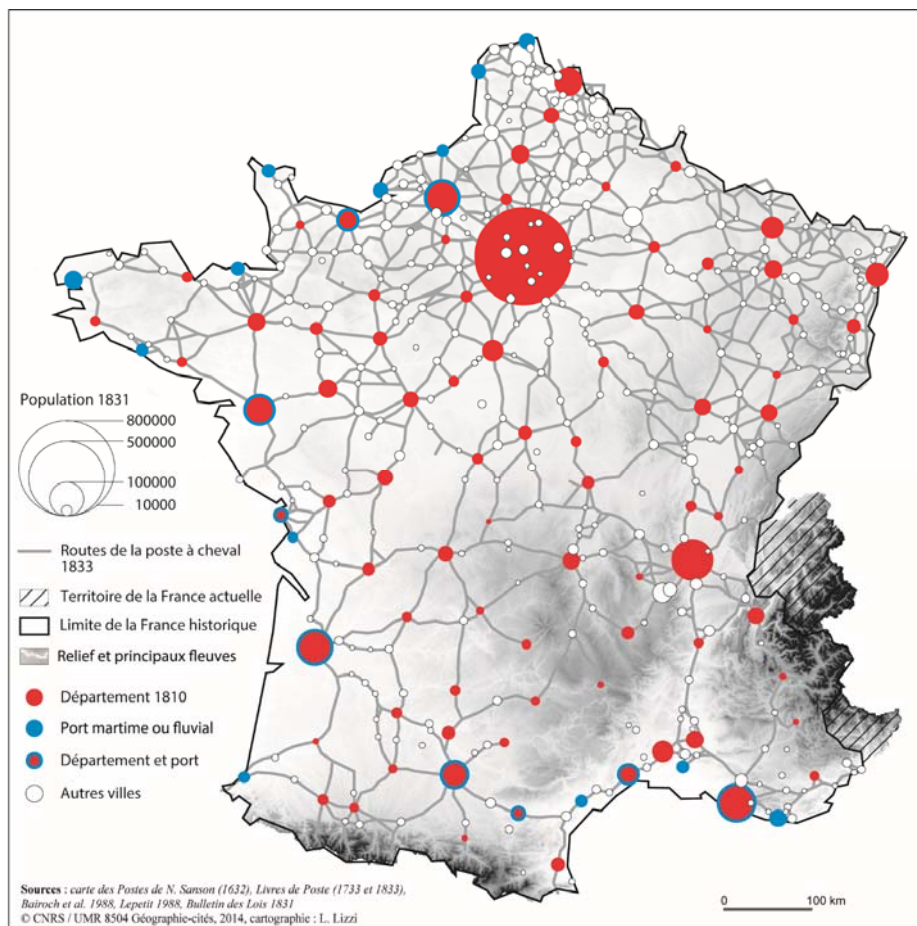 Population 1831
800000
500000
100000
10000
Routes de la poste à cheval
1833
Territoire de la France actuelle
Limite de la France historique
Relief et principaux fleuves
Département 1810
Port martime ou fluvial
Département et port
Autres villes
Sources : carte des Postes de N. Sanson (1632), Livres de Poste (1733 et 1833),
Bairoch et al. 1988, Lepetit 1988, Bulletin des Lois 1831
© CNRS / UMR 8504 Géographie-cités, 2014, cartographie : L. Lizzi
0 100 km